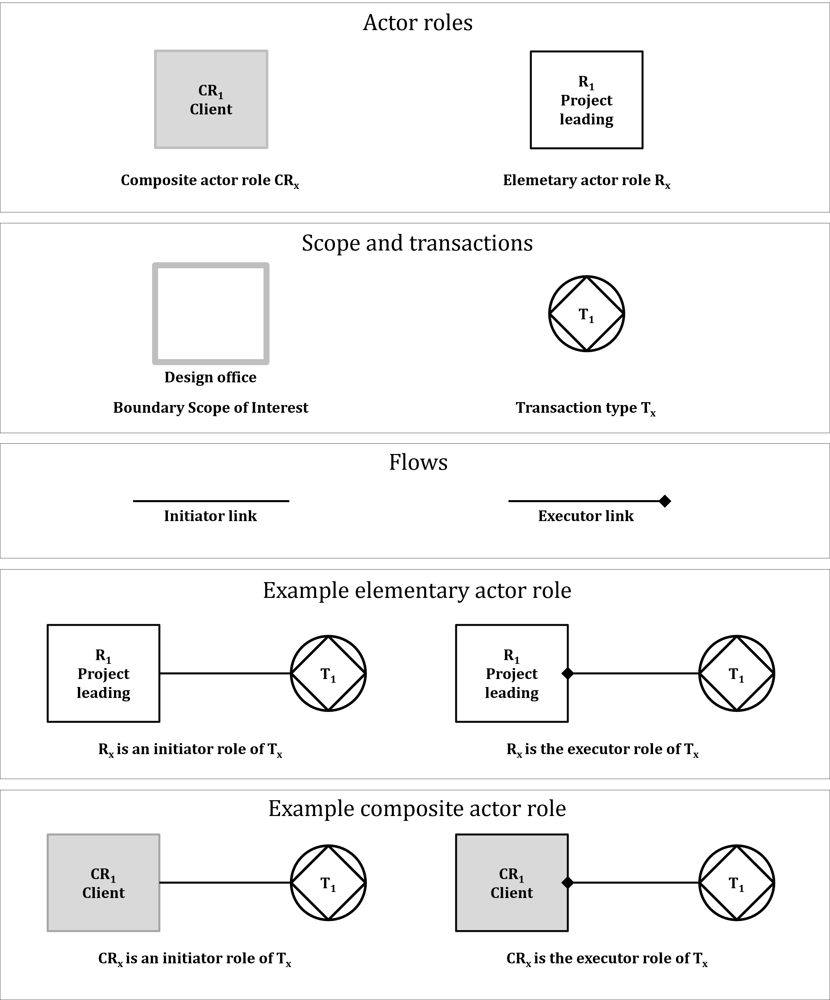 Actor roles
CR1
Client
R1
Project
leading
Composite actor role CRx
Elemetary actor role Rx
Scope and transactions
T1
Design office
Boundary Scope of Interest
Transaction type Tx
Flows
Initiator link
Executor link
Example elementary actor role
R1
Project
leading
T1
R1
Project
leading
T1
Rx is an initiator role of Tx
Rx is the executor role of Tx
Example composite actor role
CR1
Client
T1
CR1
Client
T1
CRx is an initiator role of Tx
CRx is the executor role of Tx